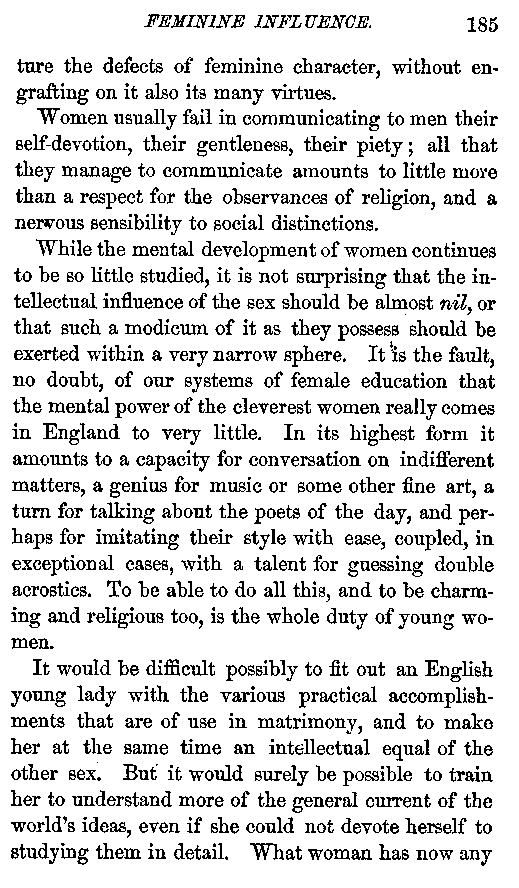 FEMININE INFLUENCE. 185
ture the defects of feminine character, without en-
grafting on it also its many virtues.
Women usually fail in communicating to men their
self-devotion, their gentleness, their piety; all that
they manage to communicate amounts to little more
than a respect for the observances of religion, and a
nervous sensibility to social distinctions.
While the mental development of women continues
to be so little studied, it is not surprising that the in-
tellectual influence of the sex should be almost nil, or
that such a modicum of it as they possess should be
exerted within a very narrow sphere. It is the fault,
no doubt, of our systems of female education that
the mental power of the cleverest women really comes
in England to very little. In its highest form it
amounts to a capacity for conversation on indifferent
matters, a genius for music or some other fine art, a
turn for talking about the poets of the day, and per-
haps for imitating their style with ease, coupled, in
exceptional cases, with a talent for guessing double
acrostics. To be able to do all this, and to be charm-
ing and religious too, is the whole duty of young wo-
men.
It would be difficult possibly to fit out an English
young lady with the various practical accomplish-
ments that are of use in matrimony, and to make
her at the same time an intellectual equal of the
other sex. But it would surely be possible to train
her to understand more of the general current of the
world's ideas, even if she could not devote herself to
studying them in detail. What woman has now any